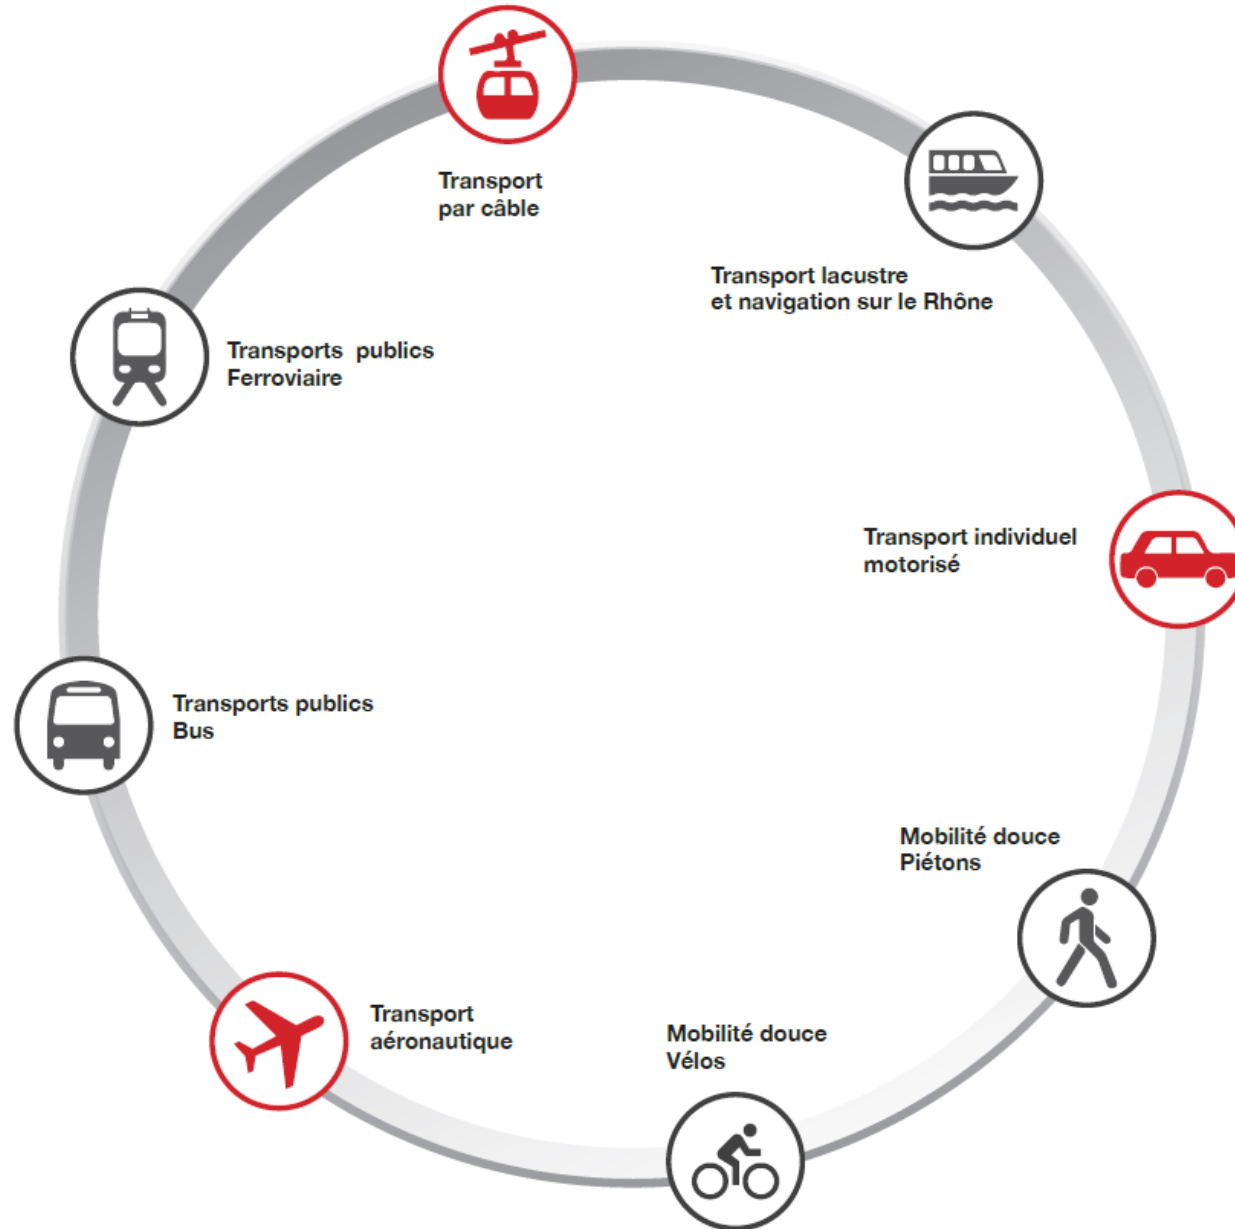 Transport
par câble
Transport lacustre
et navigation sur le Rhône
Transports publics
Ferroviaire
Transport individuel
motorisé
Transports publics
Bus
Mobilité douce
Piétons
Transport
aéronautique
Mobilité douce
Vélos